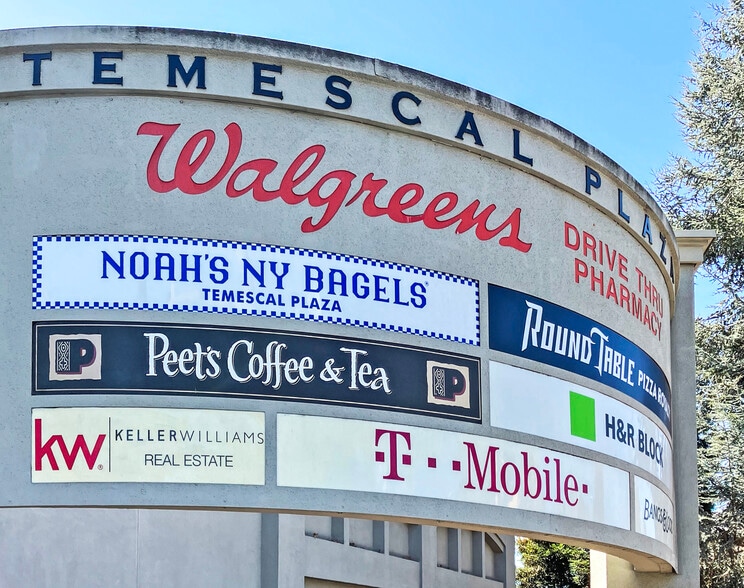 TEMESCAL PLAZA
Walgreens
DRIVE THRU
PHARMACY
NOAH'S NY BAGELS®
TEMESCAL PLAZA
ROUND TABLE PIZZA
P Peet's Coffee & Tea P
H&R BLOCK
kw® KELLERWILLIAMS
REAL ESTATE
T··Mobile·